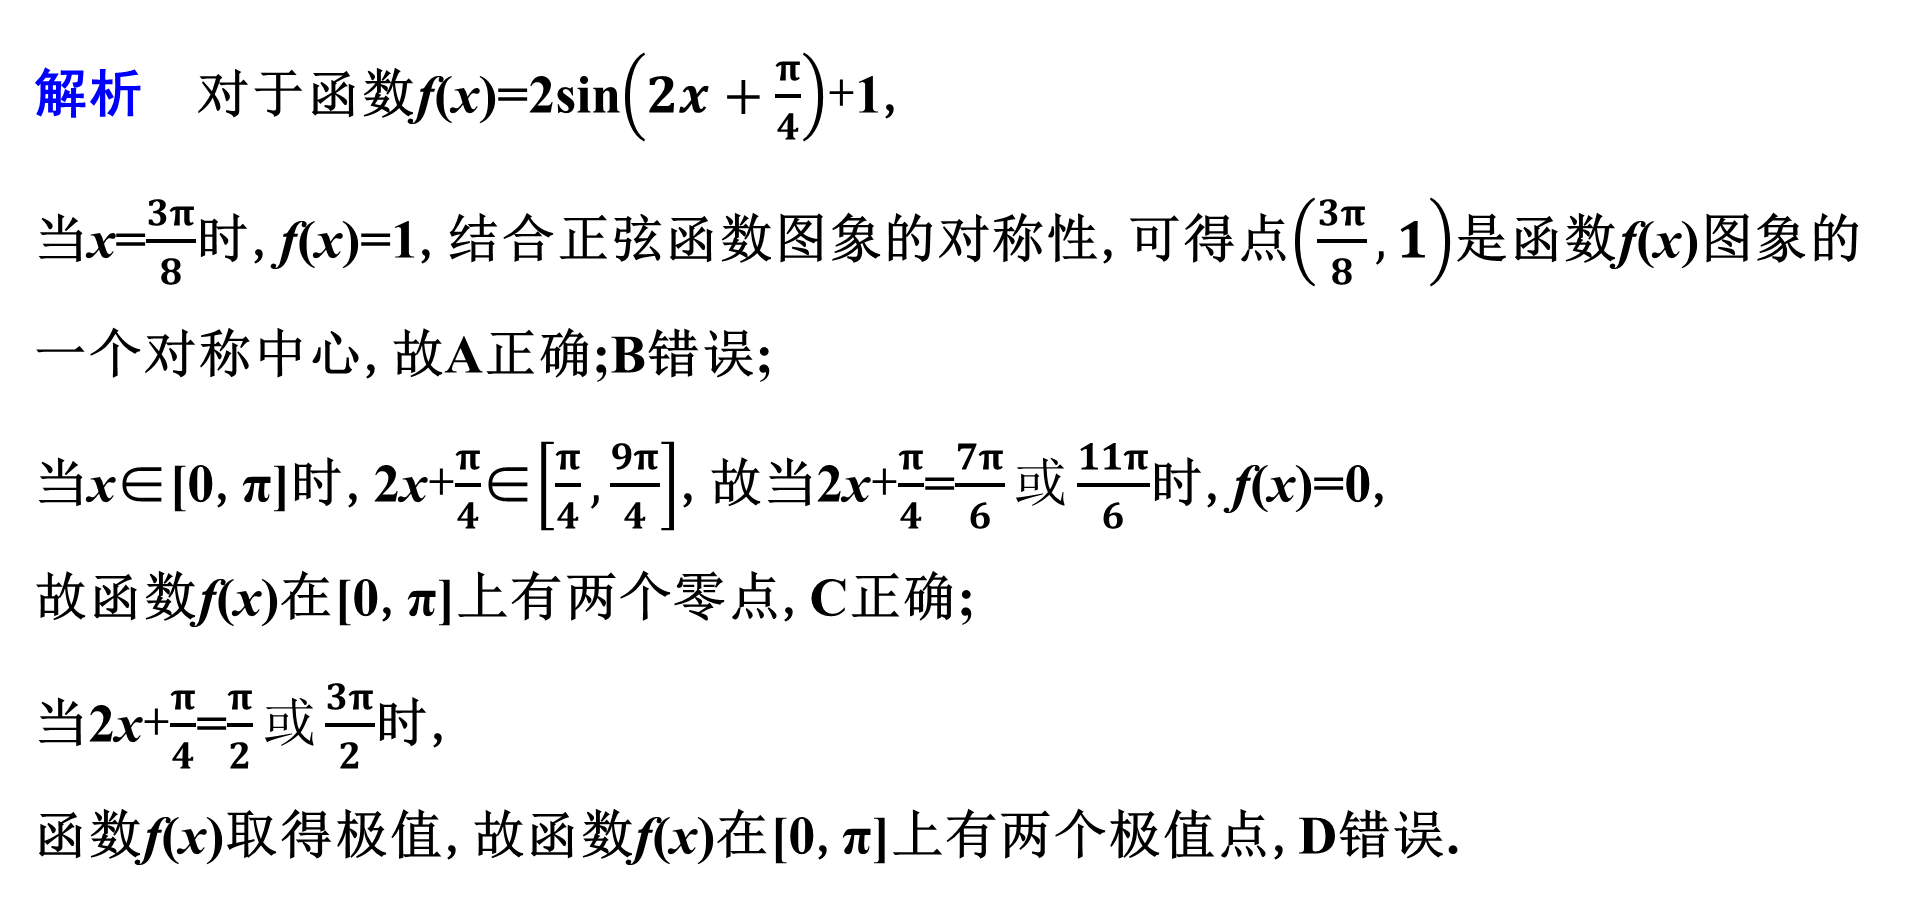 解析 对于函数f(x)=2sin(2x+π/4)+1,
当x=3π/8时,f(x)=1,结合正弦函数图象的对称性,可得点(3π/8,1)是函数f(x)图象的
一个对称中心,故A正确;B错误;
当x∈[0,π]时,2x+π/4∈[π/4,9π/4],故当2x+π/4=7π/6或11π/6时,f(x)=0,
故函数f(x)在[0,π]上有两个零点,C正确;
当2x+π/4=π/2或3π/2时,
函数f(x)取得极值,故函数f(x)在[0,π]上有两个极值点,D错误.